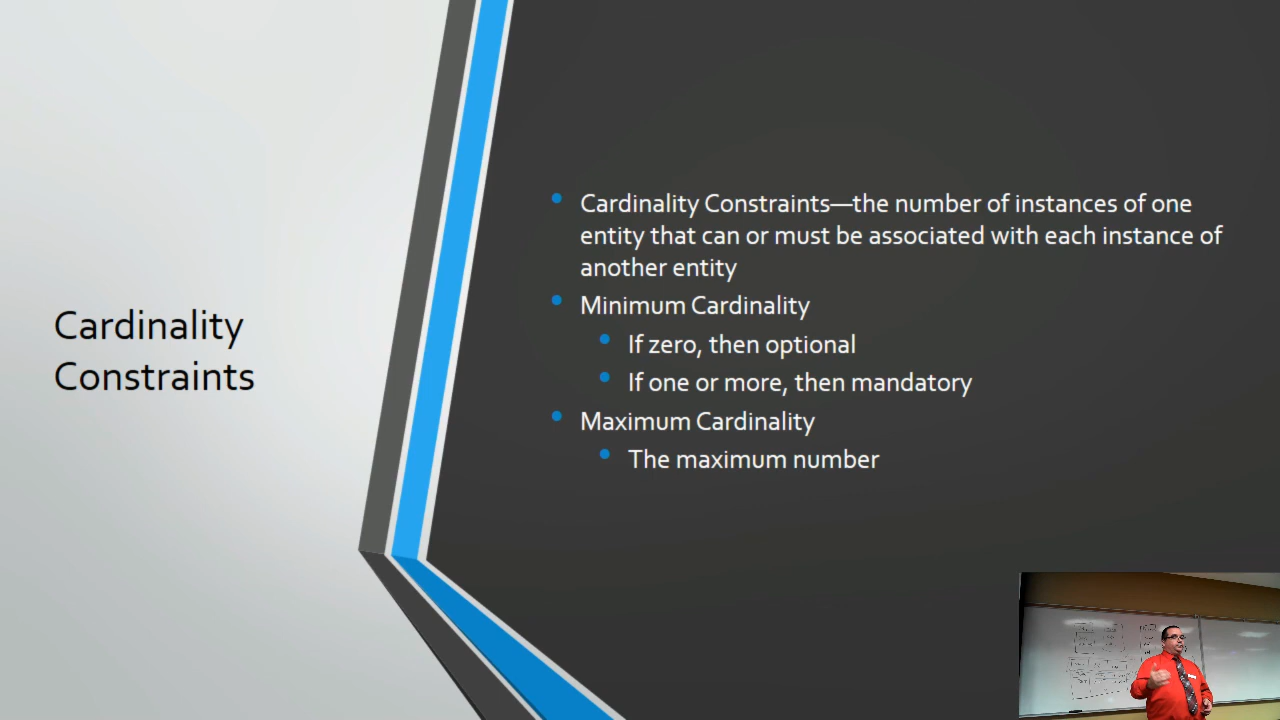 Cardinality
Constraints
Cardinality Constraints—the number of instances of one
entity that can or must be associated with each instance of
another entity
Minimum Cardinality
If zero, then optional
If one or more, then mandatory
Maximum Cardinality
The maximum number